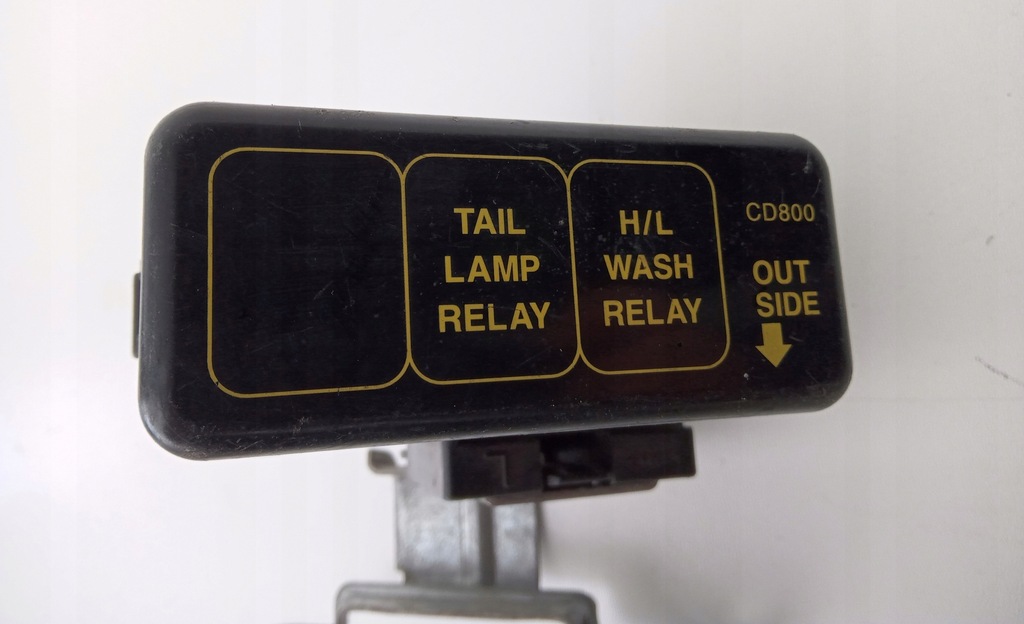 TAIL
LAMP
RELAY
H/L
WASH
RELAY
CD800
OUT
SIDE